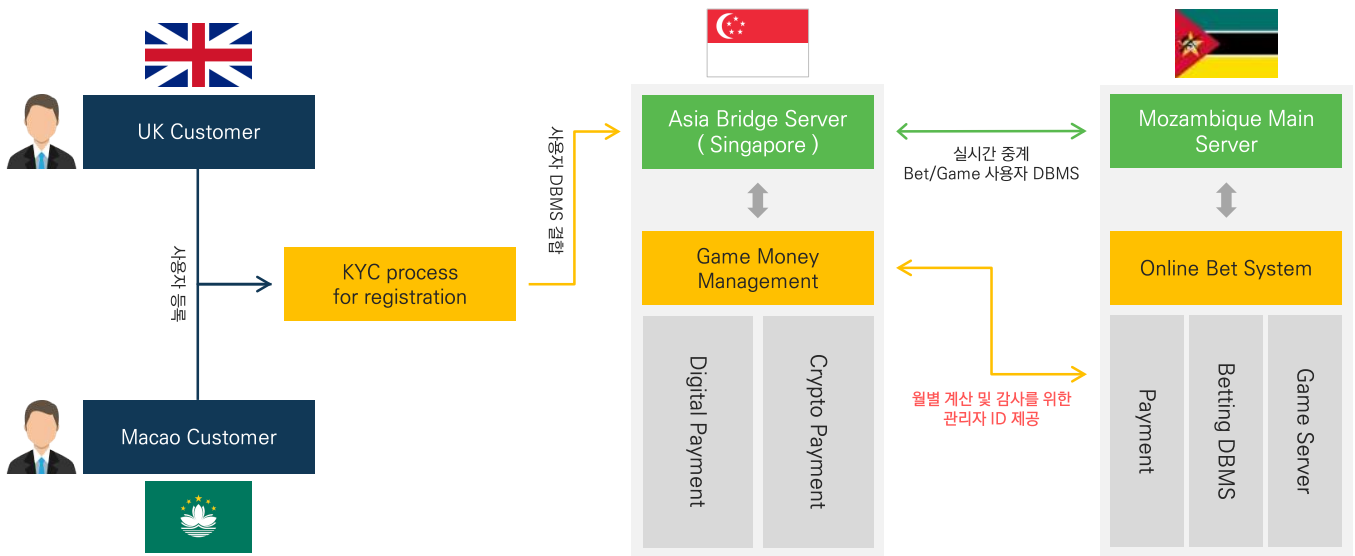 UK Customer
사용자 등록
Macao Customer
KYC process
for registration
사용자 DBMS 결합
Asia Bridge Server
( Singapore )
Game Money
Management
Digital Payment
Crypto Payment
실시간 중계
Bet/Game 사용자 DBMS
월별 계산 및 감사를 위한
관리자 ID 제공
Mozambique Main
Server
Online Bet System
Payment
Betting DBMS
Game Server